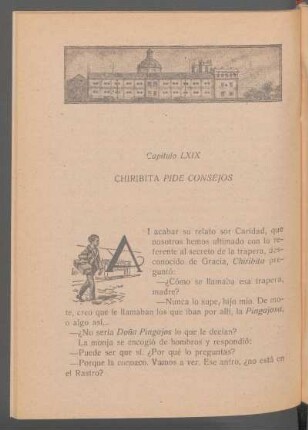 Capítulo LXIX
CHIRIBITA PIDE CONSEJOS
Al acabar su relato sor Caridad, que
nosotros hemos alternado con lo re-
ferente al secreto de la trapera, des-
conocido de Gracia, Chiribita pre-
guntó:
—¿Cómo se llamaba esa trapera,
madre?
—Nunca lo supe, hija mía. De mo-
te, creo que le llamaban los que iban por allí, la Pingajosa,
o algo así...
—¿No sería Doña Pingajos lo que le decían?
La monja se encogió de hombros y respondió:
—Puede ser que sí. ¿Por qué lo preguntas?
—Porque la conozco. Vamos a ver. Ese antro, ¿no está en
el Rastro?